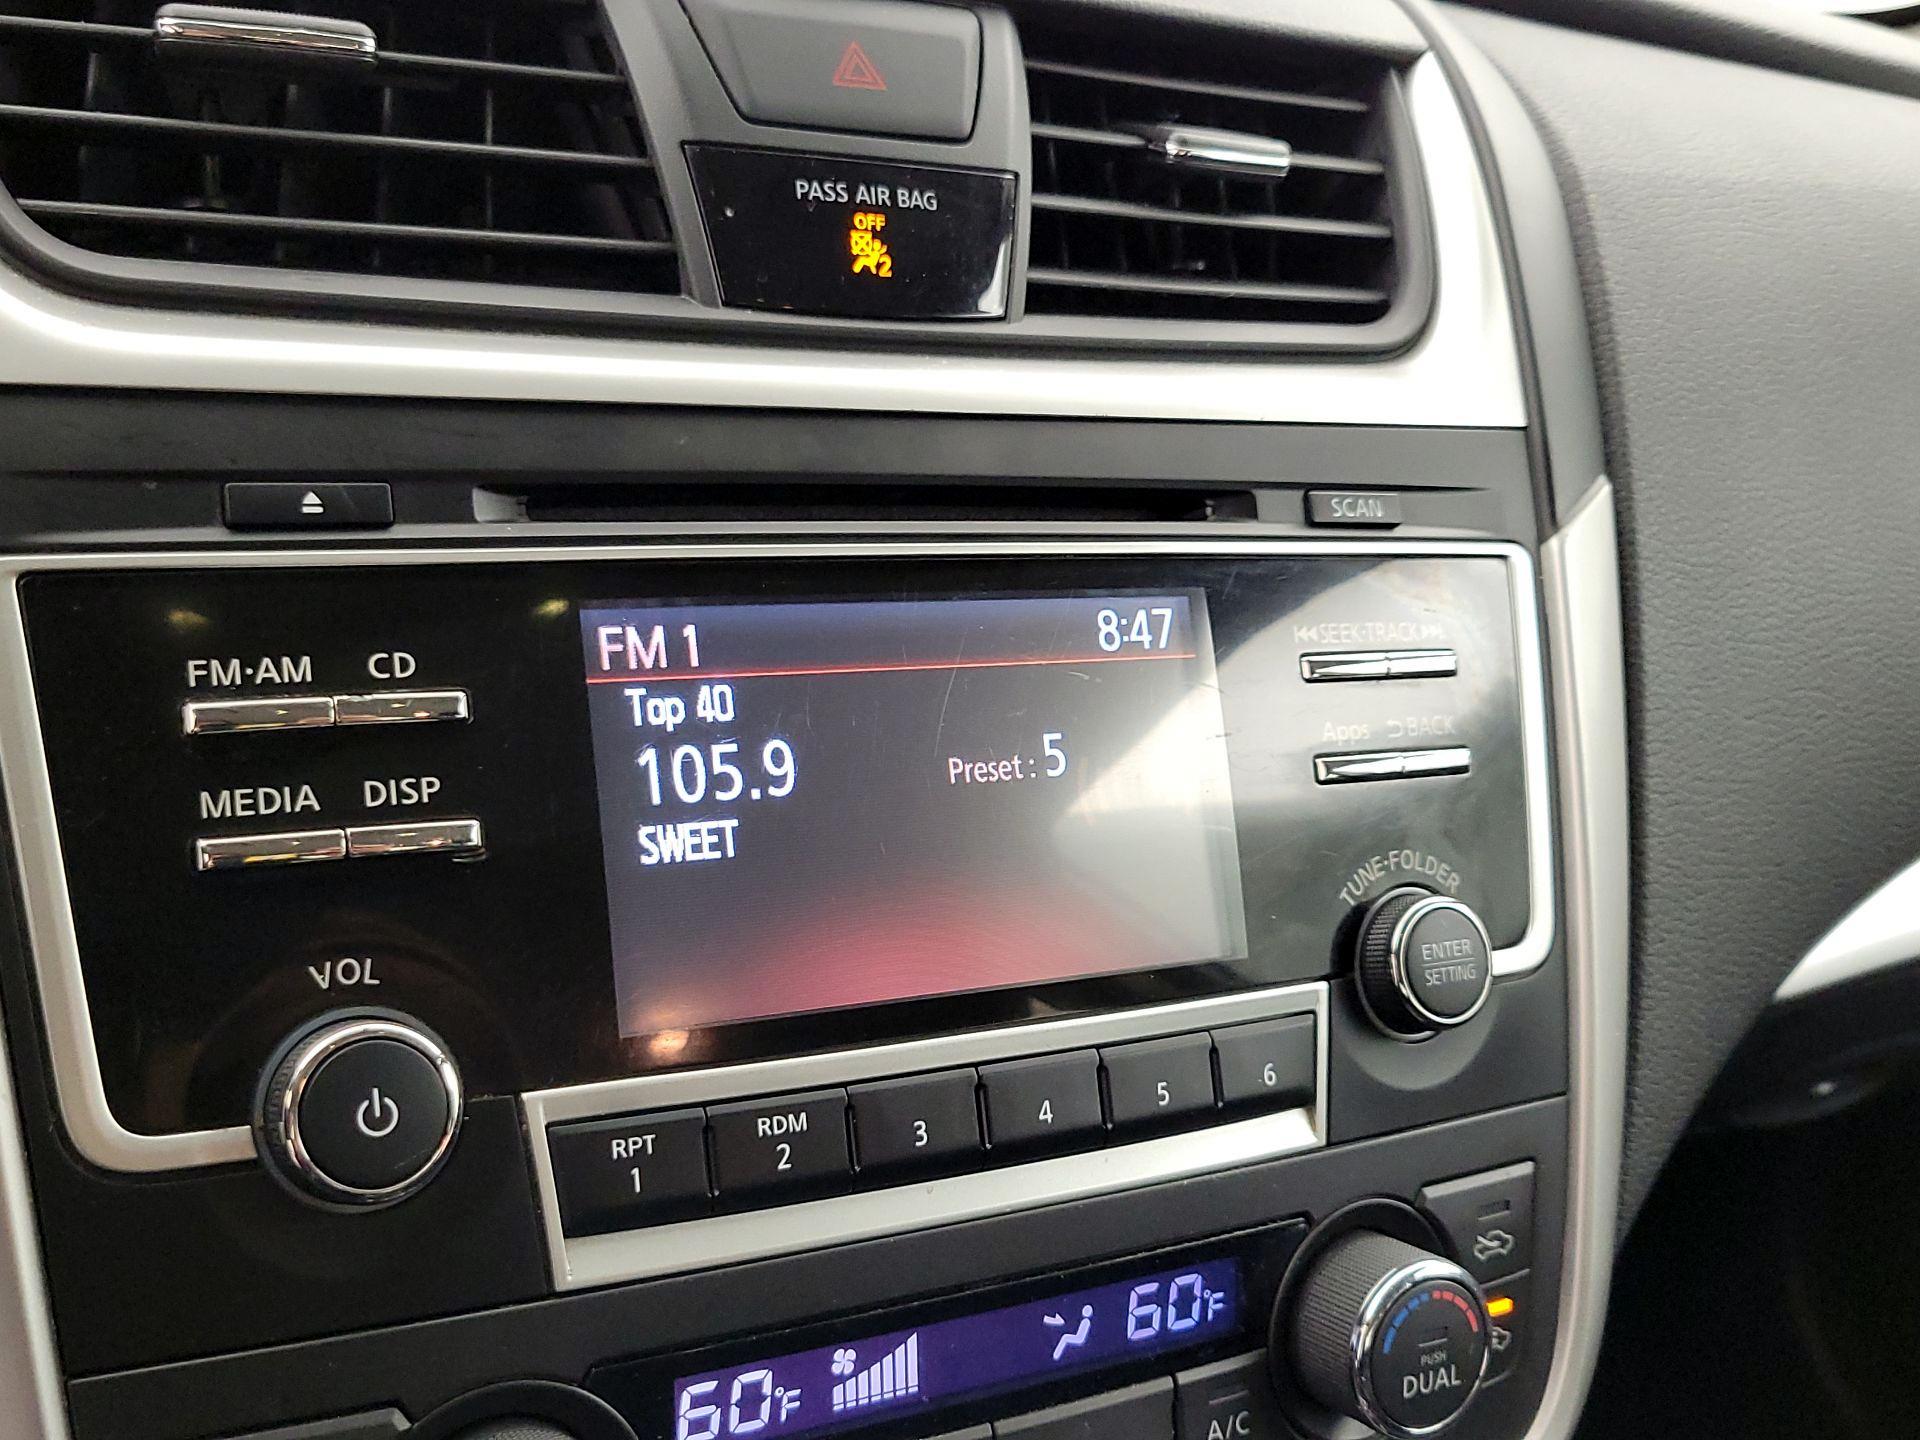 PASS AIR BAG
OFF
2
SCAN
FM·AM CD
MEDIA DISP
VOL
FM 1 8:47
Top 40
105.9 Preset : 5
SWEET
SEEK·TRACK
Apps BACK
TUNE·FOLDER
ENTER
SETTING
RPT
1
RDM
2
3
4
5
6
60°F 60°F
PUSH
DUAL
A/C